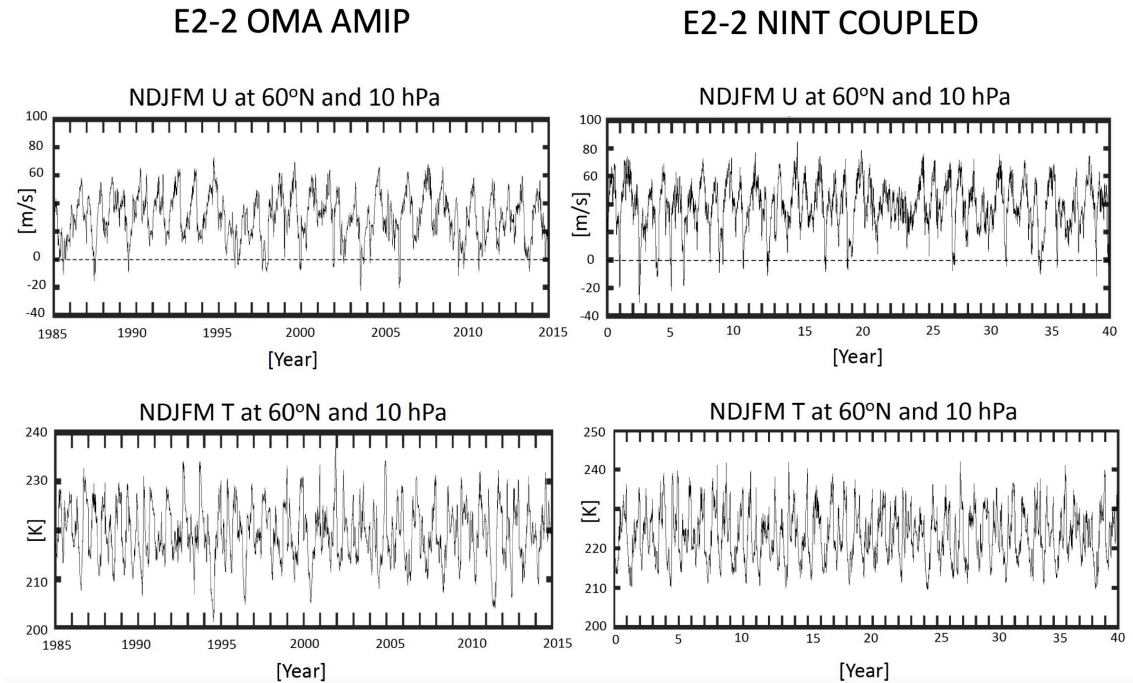 E2-2 OMA AMIP
E2-2 NINT COUPLED
NDJFM U at 60°N and 10 hPa
100
80
60
0
-20
-40
[m/s]
1985 1990 1995 2000 2005 2010 2015
[Year]
NDJFM U at 60°N and 10 hPa
100
80
60
0
-20
-40
[m/s]
0 5 10 15 20 25 30 35 40
[Year]
NDJFM T at 60°N and 10 hPa
240
230
210
200
[K]
1985 1990 1995 2000 2005 2010 2015
[Year]
NDJFM T at 60°N and 10 hPa
250
240
220
210
200
[K]
0 5 10 15 20 25 30 35 40
[Year]